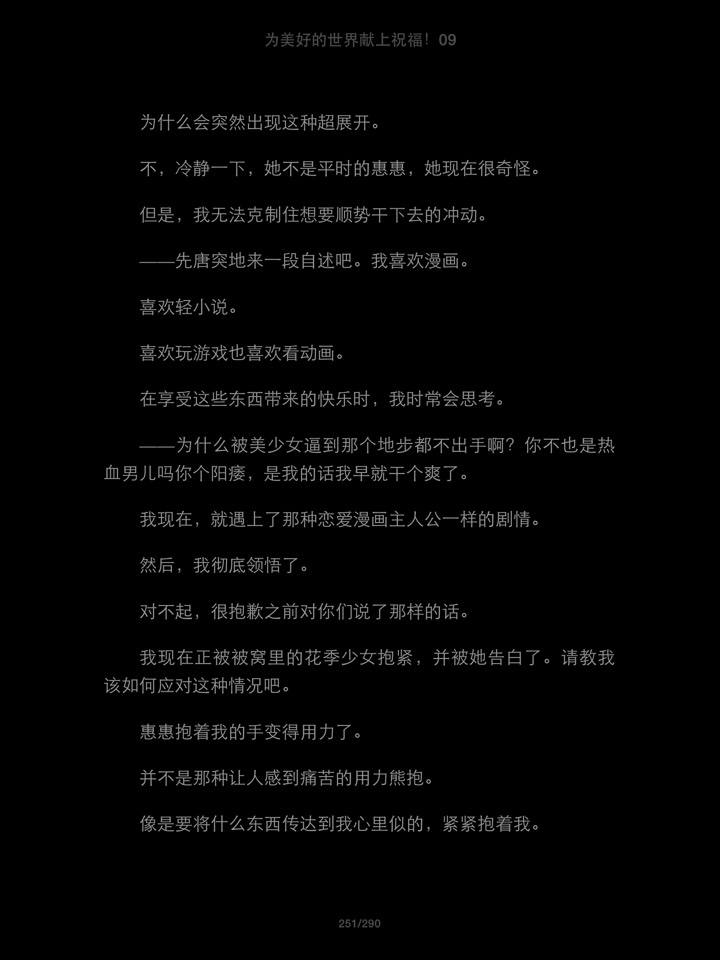 为美好的世界献上祝福！09
为什么会突然出现这种超展开。
不，冷静一下，她不是平时的惠惠，她现在很奇怪。
但是，我无法克制住想要顺势干下去的冲动。
——先唐突地来一段自述吧。我喜欢漫画。
喜欢轻小说。
喜欢玩游戏也喜欢看动画。
在享受这些东西带来的快乐时，我时常会思考。
——为什么被美少女逼到那个地步都不出手啊？你不也是热
血男儿吗你个阳痿，是我的话我早就干个爽了。
我现在，就遇上了那种恋爱漫画主人公一样的剧情。
然后，我彻底领悟了。
对不起，很抱歉之前对你们说了那样的话。
我现在正被被窝里的花季少女抱紧，并被她告白了。请教我
该如何应对这种情况吧。
惠惠抱着我的手变得用力了。
并不是那种让人感到痛苦的用力熊抱。
像是要将什么东西传达到我心里似的，紧紧抱着我。
251/290